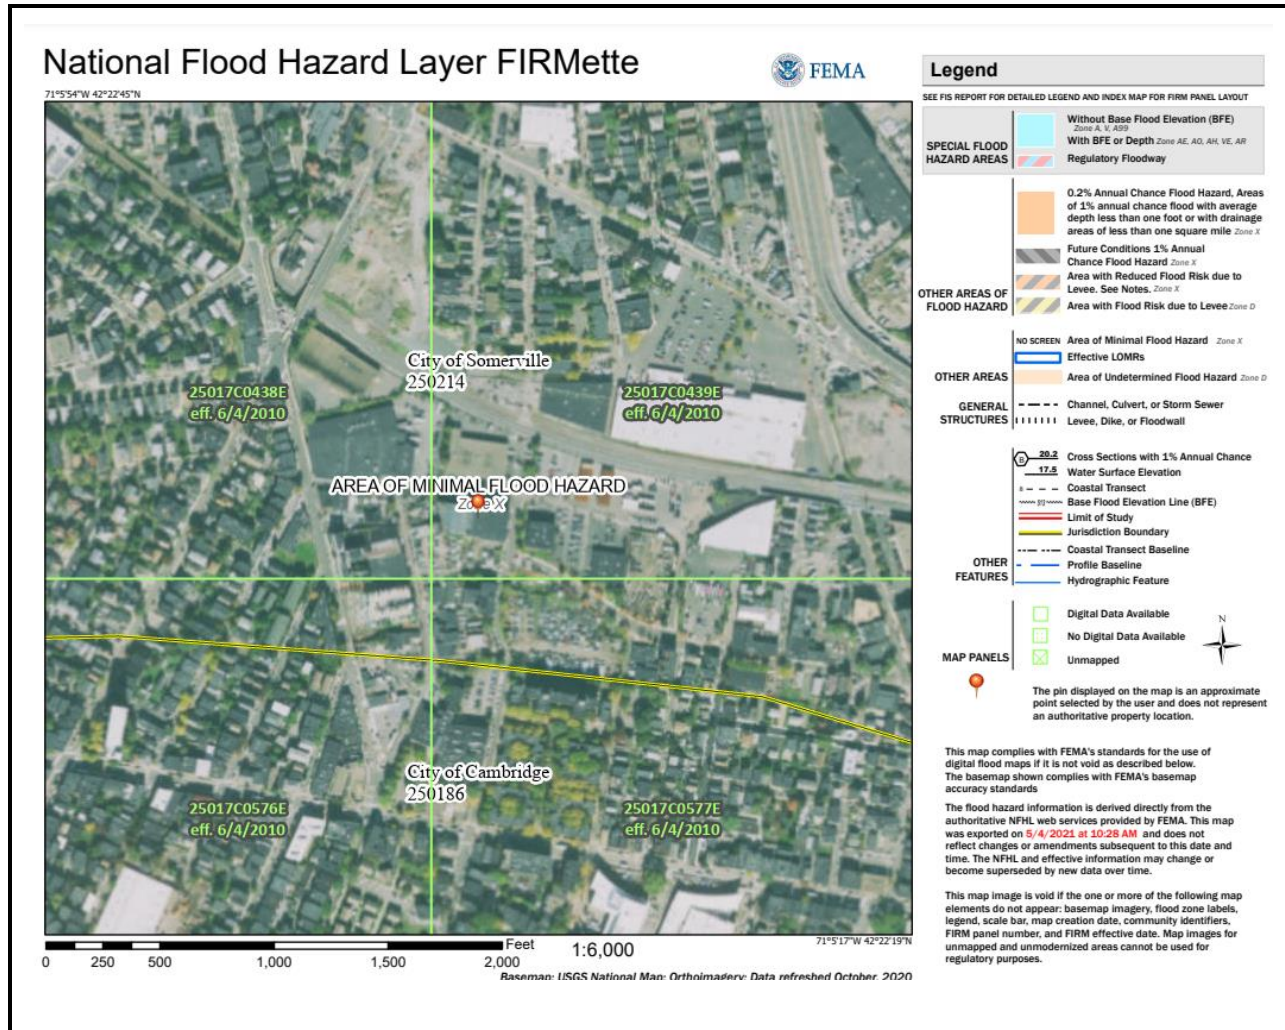 National Flood Hazard Layer FIRMette
FEMA
71°5'54"W 42°22'45"N
City of Somerville
250214
25017C0438E
eff. 6/4/2010
25017C0439E
eff. 6/4/2010
AREA OF MINIMAL FLOOD HAZARD
Zone X
City of Cambridge
250186
25017C0576E
eff. 6/4/2010
25017C0577E
eff. 6/4/2010
71°5'17"W 42°22'19"N
Feet
1:6,000
0 250 500 1,000 1,500 2,000
Basemap: USGS National Map: Orthoimagery: Data refreshed October, 2020
Legend
SEE FIS REPORT FOR DETAILED LEGEND AND INDEX MAP FOR FIRM PANEL LAYOUT
SPECIAL FLOOD
HAZARD AREAS
Without Base Flood Elevation (BFE)
Zone A, V, A99
With BFE or Depth Zone AE, AO, AH, VE, AR
Regulatory Floodway
OTHER AREAS OF
FLOOD HAZARD
0.2% Annual Chance Flood Hazard, Areas
of 1% annual chance flood with average
depth less than one foot or with drainage
areas of less than one square mile Zone X
Future Conditions 1% Annual
Chance Flood Hazard Zone X
Area with Reduced Flood Risk due to
Levee. See Notes. Zone X
Area with Flood Risk due to Levee Zone D
OTHER AREAS
NO SCREEN Area of Minimal Flood Hazard Zone X
Effective LOMRs
Area of Undetermined Flood Hazard Zone D
GENERAL
STRUCTURES
Channel, Culvert, or Storm Sewer
Levee, Dike, or Floodwall
OTHER
FEATURES
B 20.2 Cross Sections with 1% Annual Chance
17.5 Water Surface Elevation
8 Coastal Transect
513 Base Flood Elevation Line (BFE)
Limit of Study
Jurisdiction Boundary
Coastal Transect Baseline
Profile Baseline
Hydrographic Feature
MAP PANELS
Digital Data Available
No Digital Data Available
Unmapped
N
The pin displayed on the map is an approximate
point selected by the user and does not represent
an authoritative property location.
This map complies with FEMA's standards for the use of
digital flood maps if it is not void as described below.
The basemap shown complies with FEMA's basemap
accuracy standards
The flood hazard information is derived directly from the
authoritative NFHL web services provided by FEMA. This map
was exported on 5/4/2021 at 10:28 AM and does not
reflect changes or amendments subsequent to this date and
time. The NFHL and effective information may change or
become superseded by new data over time.
This map image is void if the one or more of the following map
elements do not appear: basemap imagery, flood zone labels,
legend, scale bar, map creation date, community identifiers,
FIRM panel number, and FIRM effective date. Map images for
unmapped and unmodernized areas cannot be used for
regulatory purposes.